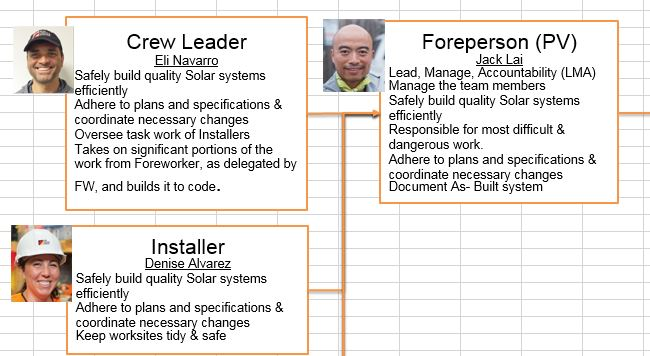 Crew Leader
Eli Navarro
Safely build quality Solar systems
efficiently
Adhere to plans and specifications &
coordinate necessary changes
Oversee task work of Installers
Takes on significant portions of the
work from Foreworker, as delegated by
FW, and builds it to code.
Foreperson (PV)
Jack Lai
Lead, Manage, Accountability (LMA)
Manage the team members
Safely build quality Solar systems
efficiently
Responsible for most difficult &
dangerous work.
Adhere to plans and specifications &
coordinate necessary changes
Document As- Built system
Installer
Denise Alvarez
Safely build quality Solar systems
efficiently
Adhere to plans and specifications &
coordinate necessary changes
Keep worksites tidy & safe